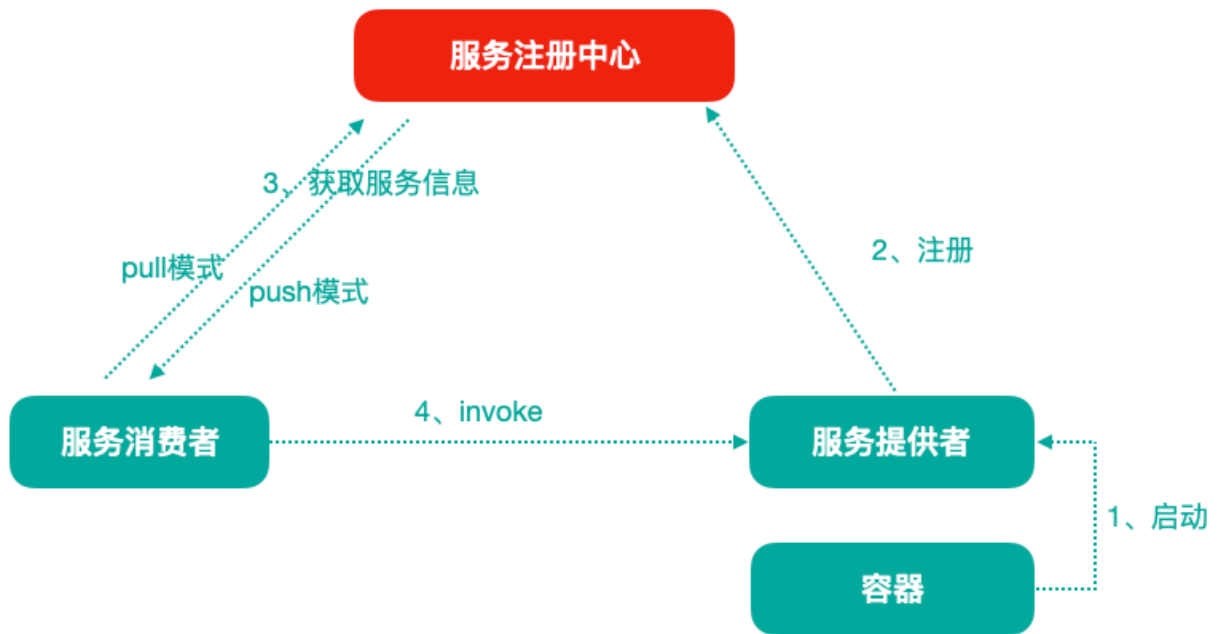 服务注册中心
3、获取服务信息
2、注册
pull模式
push模式
4、invoke
服务消费者
服务提供者
1、启动
容器